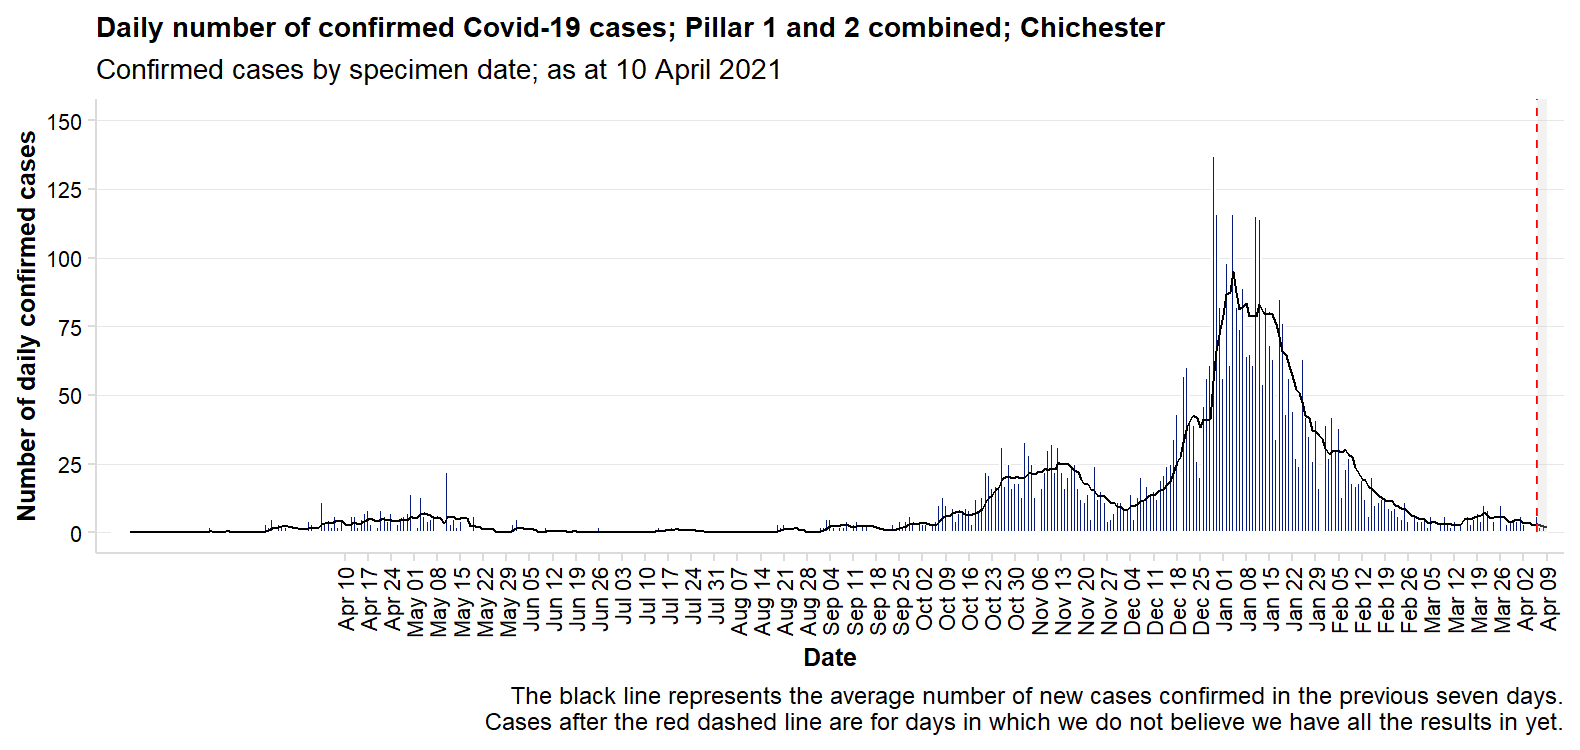 Daily number of confirmed Covid-19 cases; Pillar 1 and 2 combined; Chichester
Confirmed cases by specimen date; as at 10 April 2021
Number of daily confirmed cases
150
125
100
75
50
25
0
Apr 10
Apr 17
Apr 24
May 01
May 08
May 15
May 22
May 29
Jun 05
Jun 12
Jun 19
Jun 26
Jul 03
Jul 10
Jul 17
Jul 24
Jul 31
Aug 07
Aug 14
Aug 21
Aug 28
Sep 04
Sep 11
Sep 18
Sep 25
Oct 02
Oct 09
Oct 16
Oct 23
Oct 30
Nov 06
Nov 13
Nov 20
Nov 27
Dec 04
Dec 11
Dec 18
Dec 25
Jan 01
Jan 08
Jan 15
Jan 22
Jan 29
Feb 05
Feb 12
Feb 19
Feb 26
Mar 05
Mar 12
Mar 19
Mar 26
Apr 02
Apr 09
Date
The black line represents the average number of new cases confirmed in the previous seven days.
Cases after the red dashed line are for days in which we do not believe we have all the results in yet.